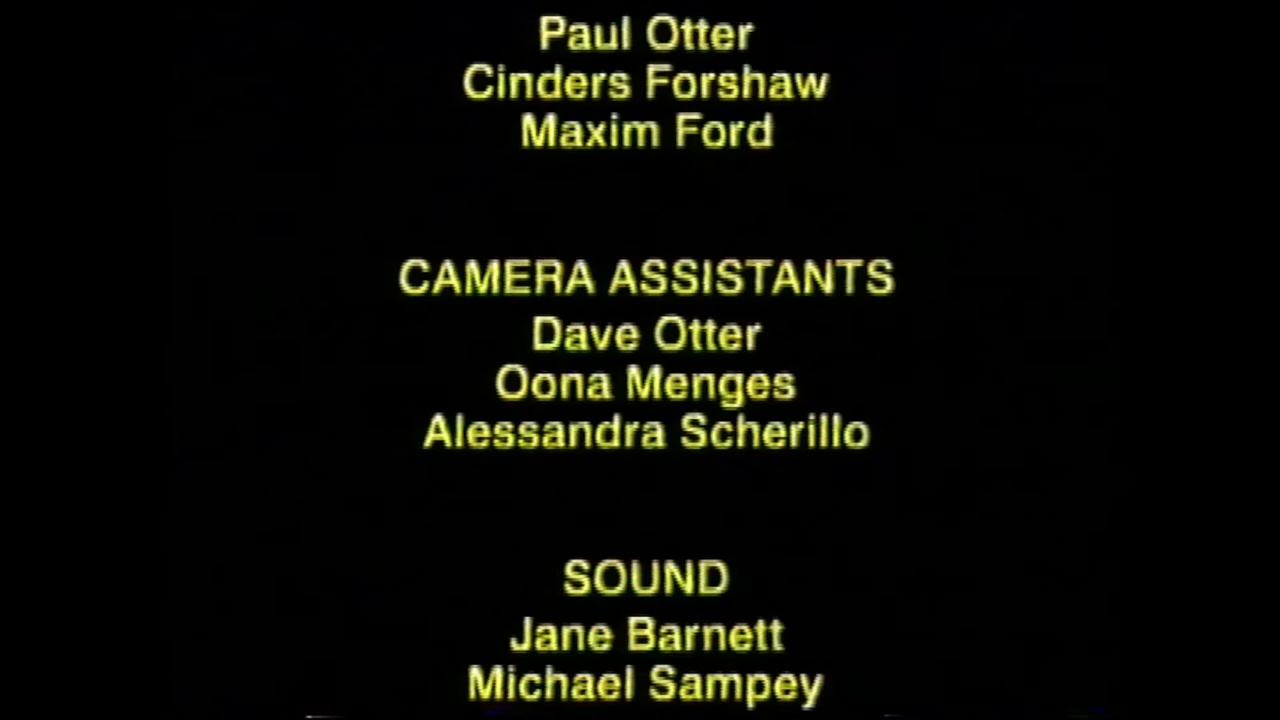 Paul Otter
Cinders Forshaw
Maxim Ford
CAMERA ASSISTANTS
Dave Otter
Oona Menges
Alessandra Scherillo
SOUND
Jane Barnett
Michael Sampey